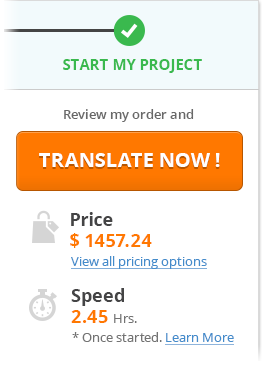 START MY PROJECT
Review my order and
TRANSLATE NOW !
Price
$ 1457.24
View all pricing options
Speed
2.45 Hrs.
* Once started. Learn More